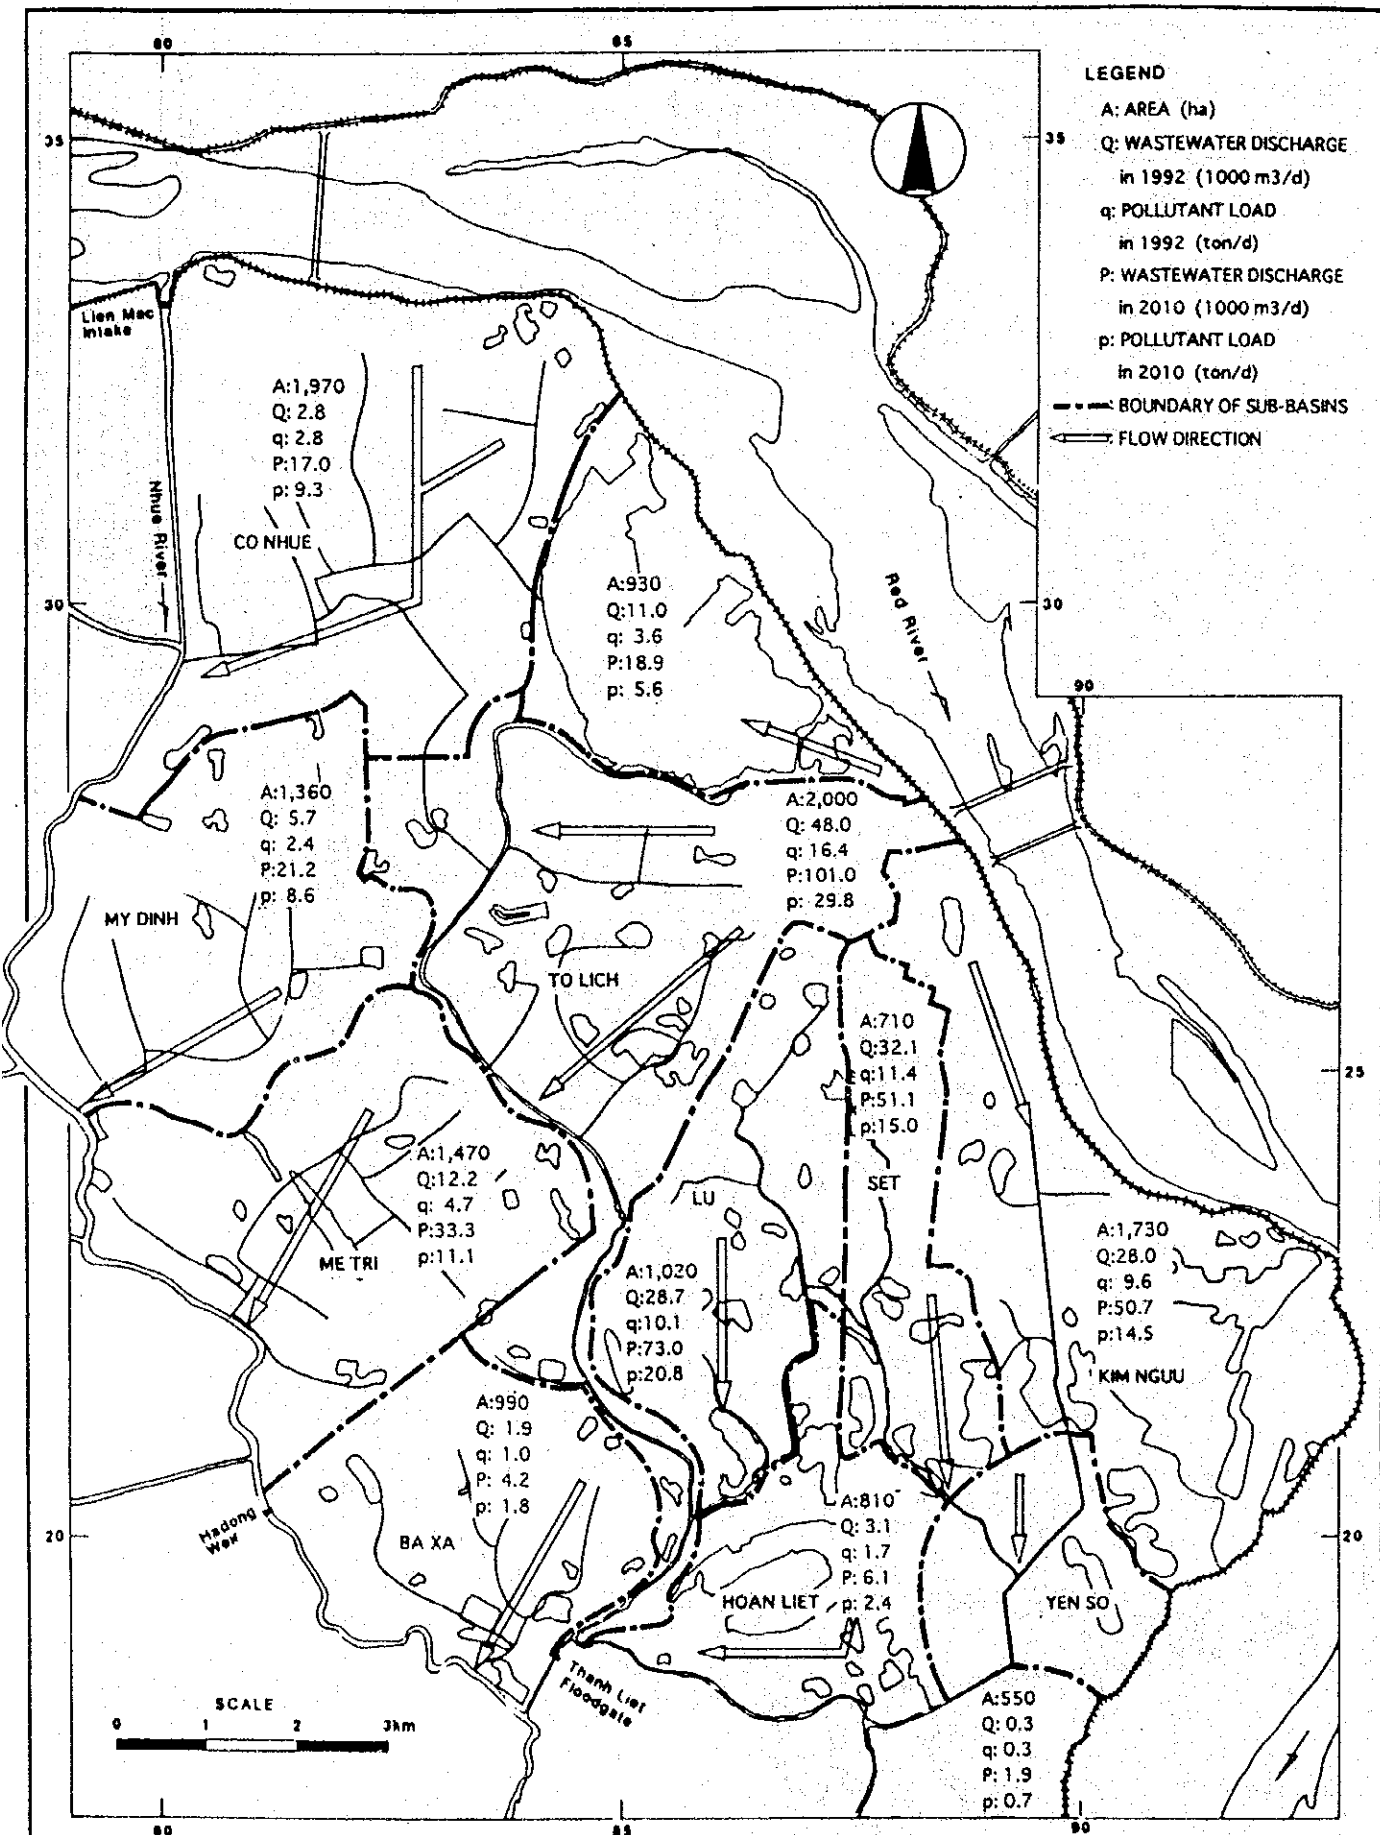 80
85
LEGEND
A: AREA (ha)
Q: WASTEWATER DISCHARGE
in 1992 (1000 m3/d)
q: POLLUTANT LOAD
in 1992 (ton/d)
P: WASTEWATER DISCHARGE
in 2010 (1000 m3/d)
p: POLLUTANT LOAD
in 2010 (ton/d)
BOUNDARY OF SUB-BASINS
FLOW DIRECTION
35
35
Lien Mac
Intake
A:1,970
Q: 2.8
q: 2.8
P:17.0
p: 9.3
Nhue River
CO NHUE
30
30
A:930
Q:11.0
q: 3.6
P:18.9
p: 5.6
Red River
90
A:1,360
Q: 5.7
q: 2.4
P:21.2
p: 8.6
MY DINH
A:2,000
Q: 48.0
q: 16.4
P:101.0
p: 29.8
TO LICH
A:710
Q:32.1
q:11.4
P:51.1
p:15.0
SET
25
A:1,470
Q:12.2
q: 4.7
P:33.3
p:11.1
ME TRI
LU
A:1,020
Q:28.7
q:10.1
P:73.0
p:20.8
A:1,730
Q:28.0
q: 9.6
P:50.7
p:14.5
KIM NGUU
A:990
Q: 1.9
q: 1.0
P: 4.2
p: 1.8
BA XA
Hadong
Weir
20
20
A:810
Q: 3.1
q: 1.7
P: 6.1
p: 2.4
HOAN LIET
YEN SO
Thanh Liet
Floodgate
A:550
Q: 0.3
q: 0.3
P: 1.9
p: 0.7
SCALE
0 1 2 3km
80
85
90